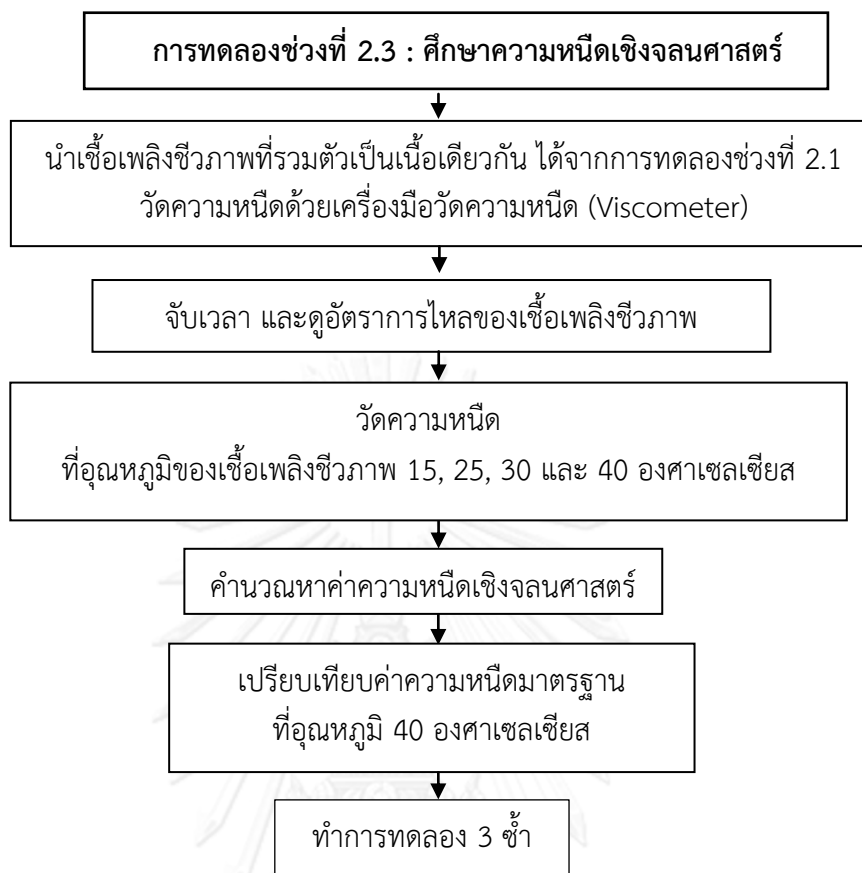 การทดลองช่วงที่ 2.3 : ศึกษาความหนืดเชิงจลนศาสตร์
นำเชื้อเพลิงชีวภาพที่รวมตัวเป็นเนื้อเดียวกัน ได้จากการทดลองช่วงที่ 2.1
วัดความหนืดด้วยเครื่องมือวัดความหนืด (Viscometer)
จับเวลา และดูอัตราการไหลของเชื้อเพลิงชีวภาพ
วัดความหนืด
ที่อุณหภูมิของเชื้อเพลิงชีวภาพ 15, 25, 30 และ 40 องศาเซลเซียส
คำนวณหาค่าความหนืดเชิงจลนศาสตร์
เปรียบเทียบค่าความหนืดมาตรฐาน
ที่อุณหภูมิ 40 องศาเซลเซียส
ทำการทดลอง 3 ซ้ำ